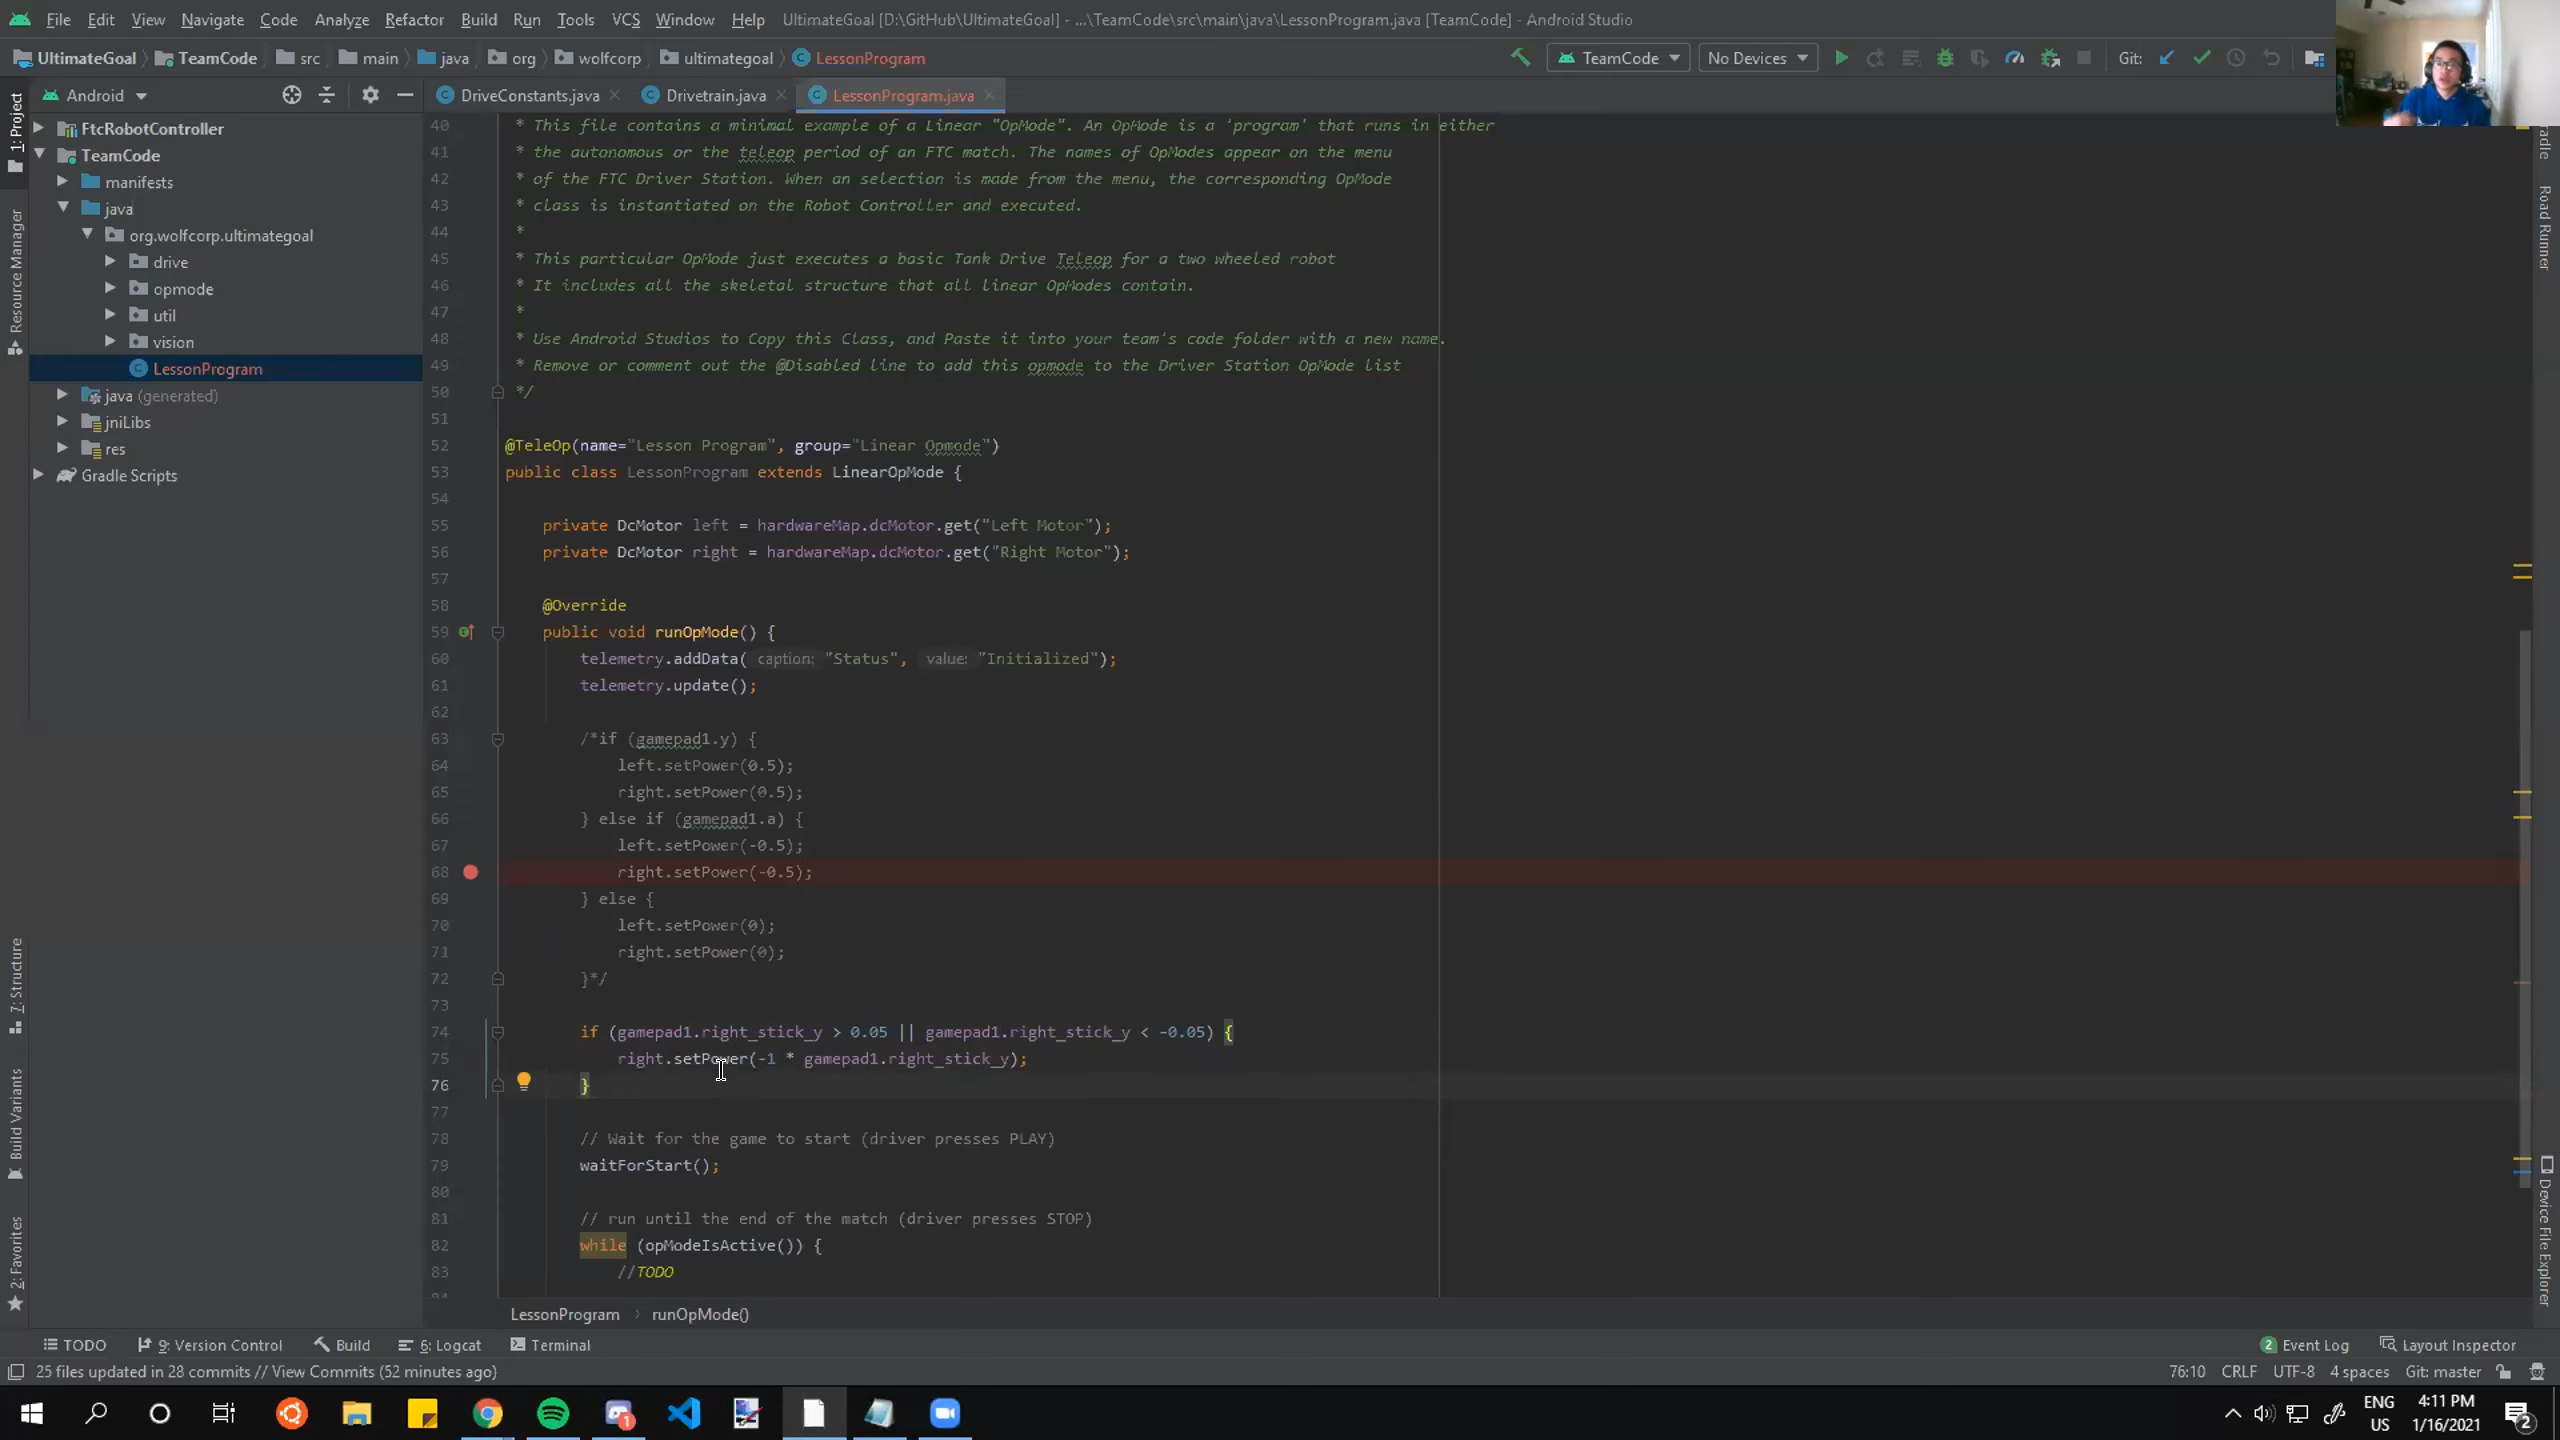 File Edit View Navigate Code Analyze Refactor Build Run Tools VCS Window Help UltimateGoal [D:\GitHub\UltimateGoal] - ...\TeamCode\src\main\java\LessonProgram.java [TeamCode] - Android Studio
UltimateGoal TeamCode src main java org wolfcorp ultimategoal LessonProgram TeamCode No Devices Git:
Android DriveConstants.java Drivetrain.java LessonProgram.java
1: Project
Resource Manager
7: Structure
Build Variants
2: Favorites
FtcRobotController
TeamCode
manifests
java
org.wolfcorp.ultimategoal
drive
opmode
util
vision
LessonProgram
java (generated)
jniLibs
res
Gradle Scripts
40 * This file contains a minimal example of a Linear "OpMode". An OpMode is a 'program' that runs in either
41 * the autonomous or the teleop period of an FTC match. The names of OpModes appear on the menu
42 * of the FTC Driver Station. When an selection is made from the menu, the corresponding OpMode
43 * class is instantiated on the Robot Controller and executed.
44 *
45 * This particular OpMode just executes a basic Tank Drive Teleop for a two wheeled robot
46 * It includes all the skeletal structure that all linear OpModes contain.
47 *
48 * Use Android Studios to Copy this Class, and Paste it into your team's code folder with a new name.
49 * Remove or comment out the @Disabled line to add this opmode to the Driver Station OpMode list
50 */
51
52 @TeleOp(name="Lesson Program", group="Linear Opmode")
53 public class LessonProgram extends LinearOpMode {
54
55 private DcMotor left = hardwareMap.dcMotor.get("Left Motor");
56 private DcMotor right = hardwareMap.dcMotor.get("Right Motor");
57
58 @Override
59 public void runOpMode() {
60 telemetry.addData( caption: "Status", value: "Initialized");
61 telemetry.update();
62
63 /*if (gamepad1.y) {
64 left.setPower(0.5);
65 right.setPower(0.5);
66 } else if (gamepad1.a) {
67 left.setPower(-0.5);
68 right.setPower(-0.5);
69 } else {
70 left.setPower(0);
71 right.setPower(0);
72 }*/
73
74 if (gamepad1.right_stick_y > 0.05 || gamepad1.right_stick_y < -0.05) {
75 right.setPower(-1 * gamepad1.right_stick_y);
76 }
77
78 // Wait for the game to start (driver presses PLAY)
79 waitForStart();
80
81 // run until the end of the match (driver presses STOP)
82 while (opModeIsActive()) {
83 //TODO
LessonProgram runOpMode()
Road Runner
Device File Explorer
TODO 9: Version Control Build 6: Logcat Terminal 2 Event Log Layout Inspector
25 files updated in 28 commits // View Commits (52 minutes ago) 76:10 CRLF UTF-8 4 spaces Git: master
1
ENG
US
4:11 PM
1/16/2021
2